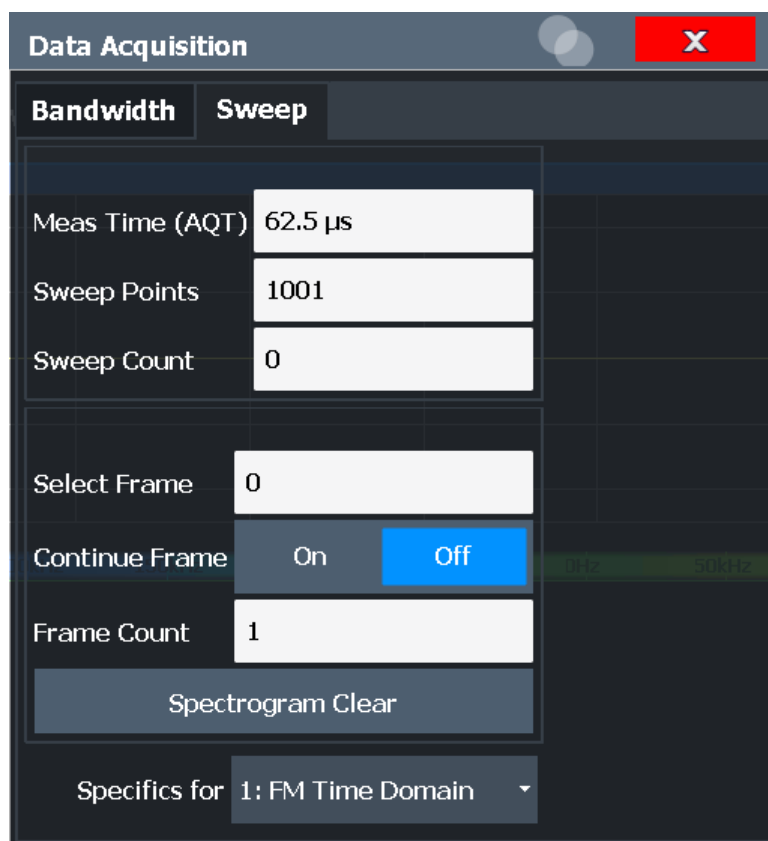 Data Acquisition X
Bandwidth Sweep
Meas Time (AQT) 62.5 µs
Sweep Points 1001
Sweep Count 0
Select Frame 0
Continue Frame On Off
0Hz 50kHz
Frame Count 1
Spectrogram Clear
Specifics for 1: FM Time Domain